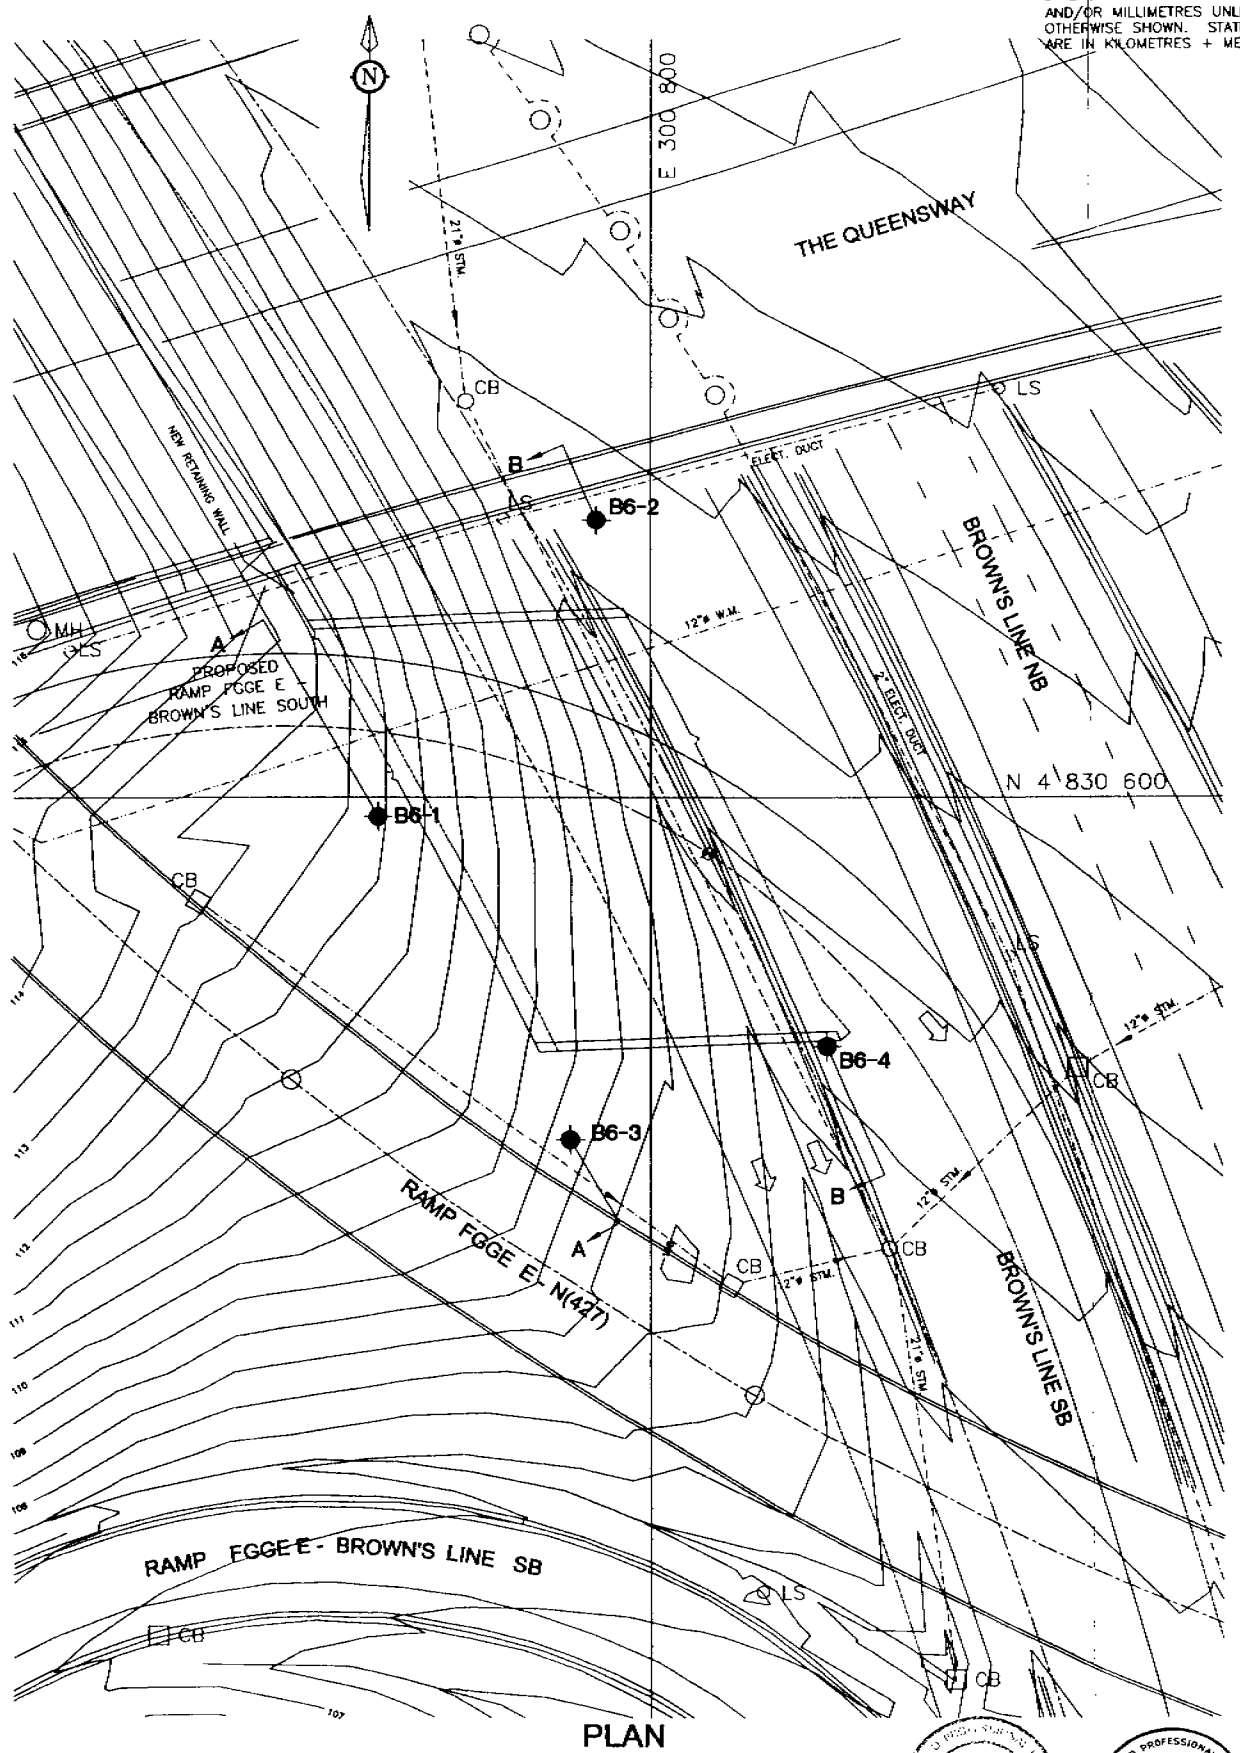 AND/OR MILLIMETRES UNL
OTHERWISE SHOWN. STAT
ARE IN KILOMETRES + ME
N
E 300 800
THE QUEENSWAY
21"ø STM.
CB
LS
NEW RETAINING WALL
B
ELECT. DUCT
LS
B6-2
BROWN'S LINE NB
12"ø W.M.
MH
LS
A
116
PROPOSED
RAMP FGGE E -
BROWN'S LINE SOUTH
2" ELECT. DUCT
N 4 830 600
B6-1
CB
LS
114
12"ø STM.
B6-4
CB
B6-3
113
RAMP FGGE E - N(427)
B
12"ø STM.
A
CB
CB
12"ø STM.
112
BROWN'S LINE SB
111
21"ø STM.
110
109
108
RAMP FGGE E - BROWN'S LINE SB
LS
CB
CB
107
PLAN
PROFESSIONAL
PROFESSIONA